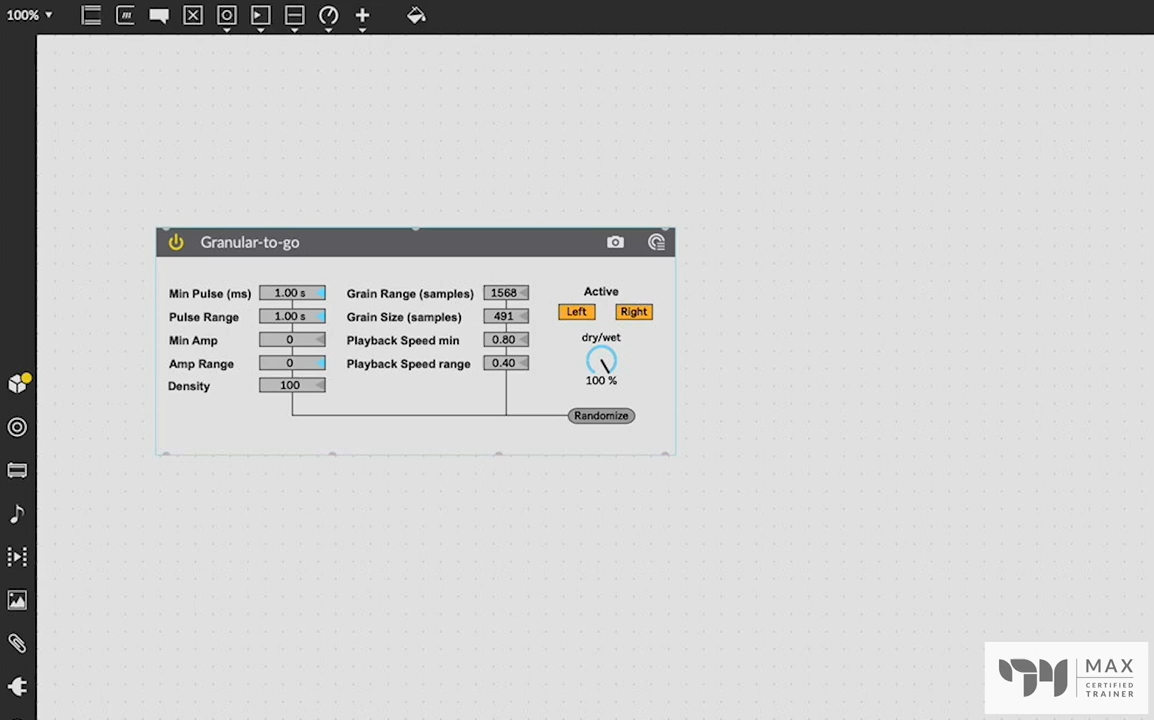 100%
Granular-to-go
Min Pulse (ms) 1.00 s Grain Range (samples) 1568 Active
Pulse Range 1.00 s Grain Size (samples) 491 Left Right
Min Amp 0 Playback Speed min 0.80 dry/wet
Amp Range 0 Playback Speed range 0.40 100 %
Density 100
Randomize
MAX
CERTIFIED
TRAINER